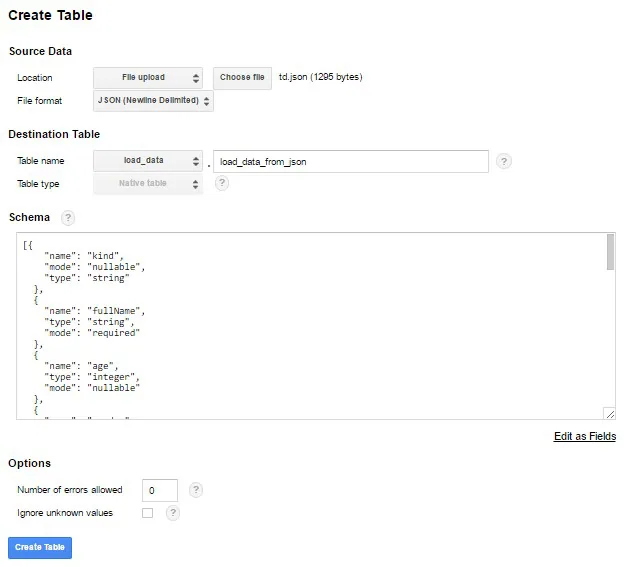 Create Table
Source Data
Location File upload Choose file td.json (1295 bytes)
File format JSON (Newline Delimited)
Destination Table
Table name load_data . load_data_from_json ?
Table type Native table ?
Schema ?
[{
"name": "kind",
"mode": "nullable",
"type": "string"
},
{
"name": "fullName",
"type": "string",
"mode": "required"
},
{
"name": "age",
"type": "integer",
"mode": "nullable"
},
{
Edit as Fields
Options
Number of errors allowed 0 ?
Ignore unknown values ?
Create Table